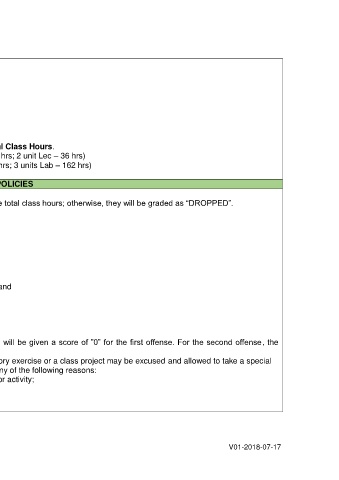 l Class Hours.
hrs; 2 unit Lec – 36 hrs)
hrs; 3 units Lab – 162 hrs)
POLICIES
e total class hours; otherwise, they will be graded as “DROPPED”.
and
will be given a score of "0" for the first offense. For the second offense, the
ory exercise or a class project may be excused and allowed to take a special
ny of the following reasons:
or activity;
V01-2018-07-17